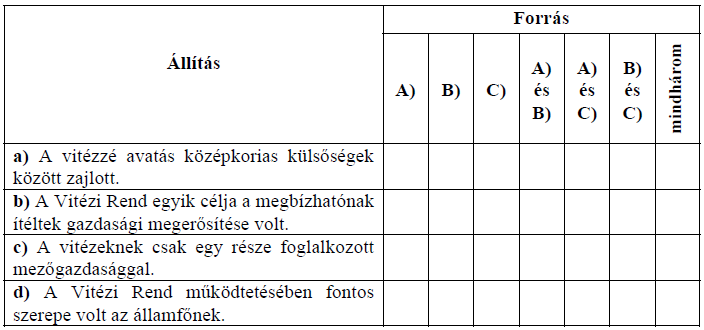 Forrás
Állítás
A)
B)
C)
A)
és
B)
A)
és
C)
B)
és
C)
mindhárom
a) A vitézzé avatás középkorias külsőségek
között zajlott.
b) A Vitézi Rend egyik célja a megbízhatónak
ítéltek gazdasági megerősítése volt.
c) A vitézeknek csak egy része foglalkozott
mezőgazdasággal.
d) A Vitézi Rend működtetésében fontos
szerepe volt az államfőnek.